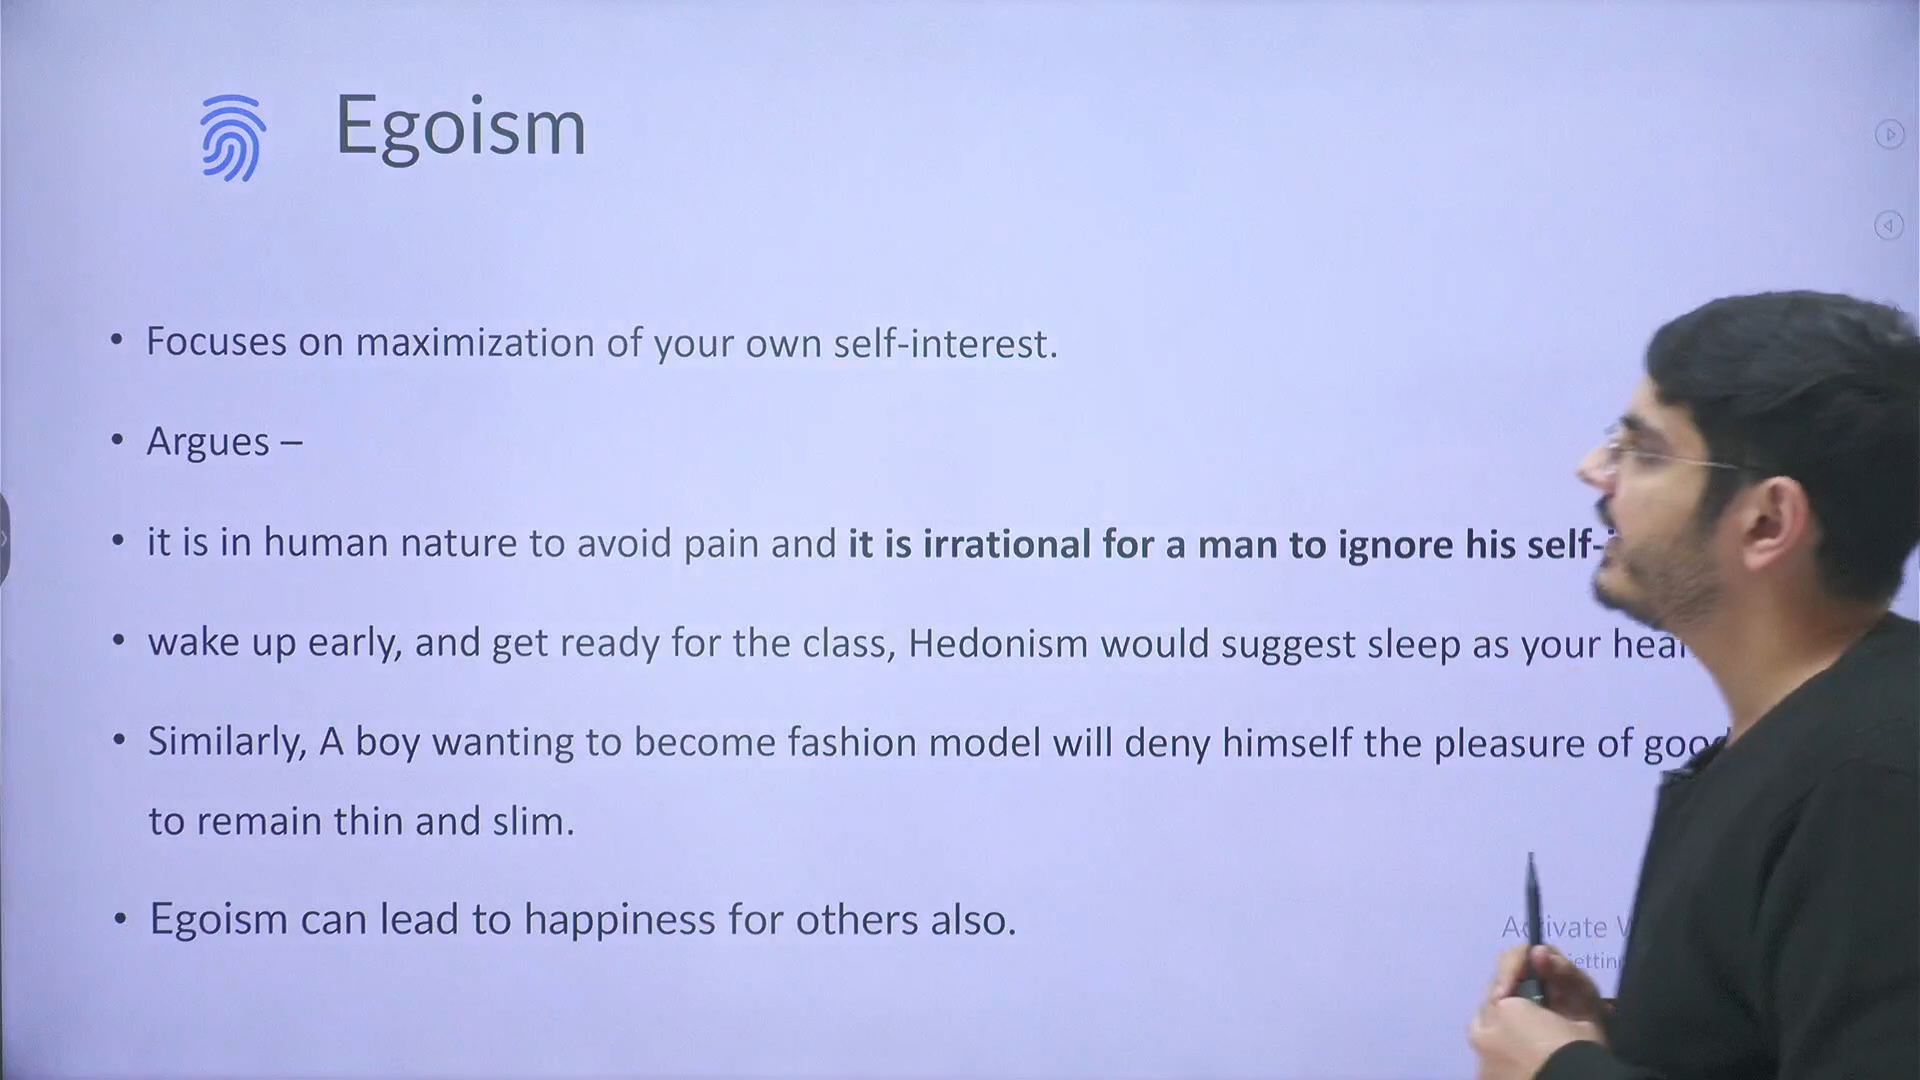 Egoism
• Focuses on maximization of your own self-interest.
• Argues –
• it is in human nature to avoid pain and it is irrational for a man to ignore his self-
• wake up early, and get ready for the class, Hedonism would suggest sleep as your
• Similarly, A boy wanting to become fashion model will deny himself the pleasure of
to remain thin and slim.
• Egoism can lead to happiness for others also.